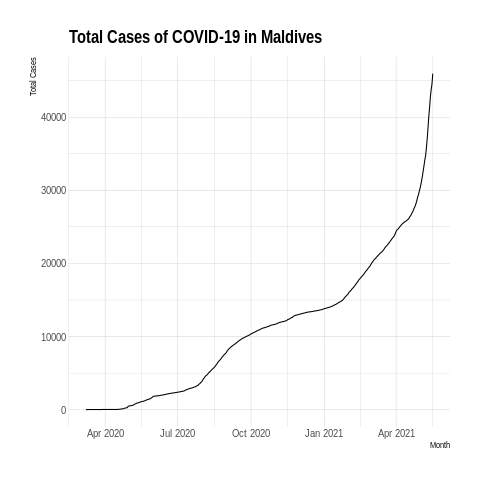 Total Cases of COVID-19 in Maldives
Total Cases
40000
30000
20000
10000
0
Apr 2020 Jul 2020 Oct 2020 Jan 2021 Apr 2021
Month